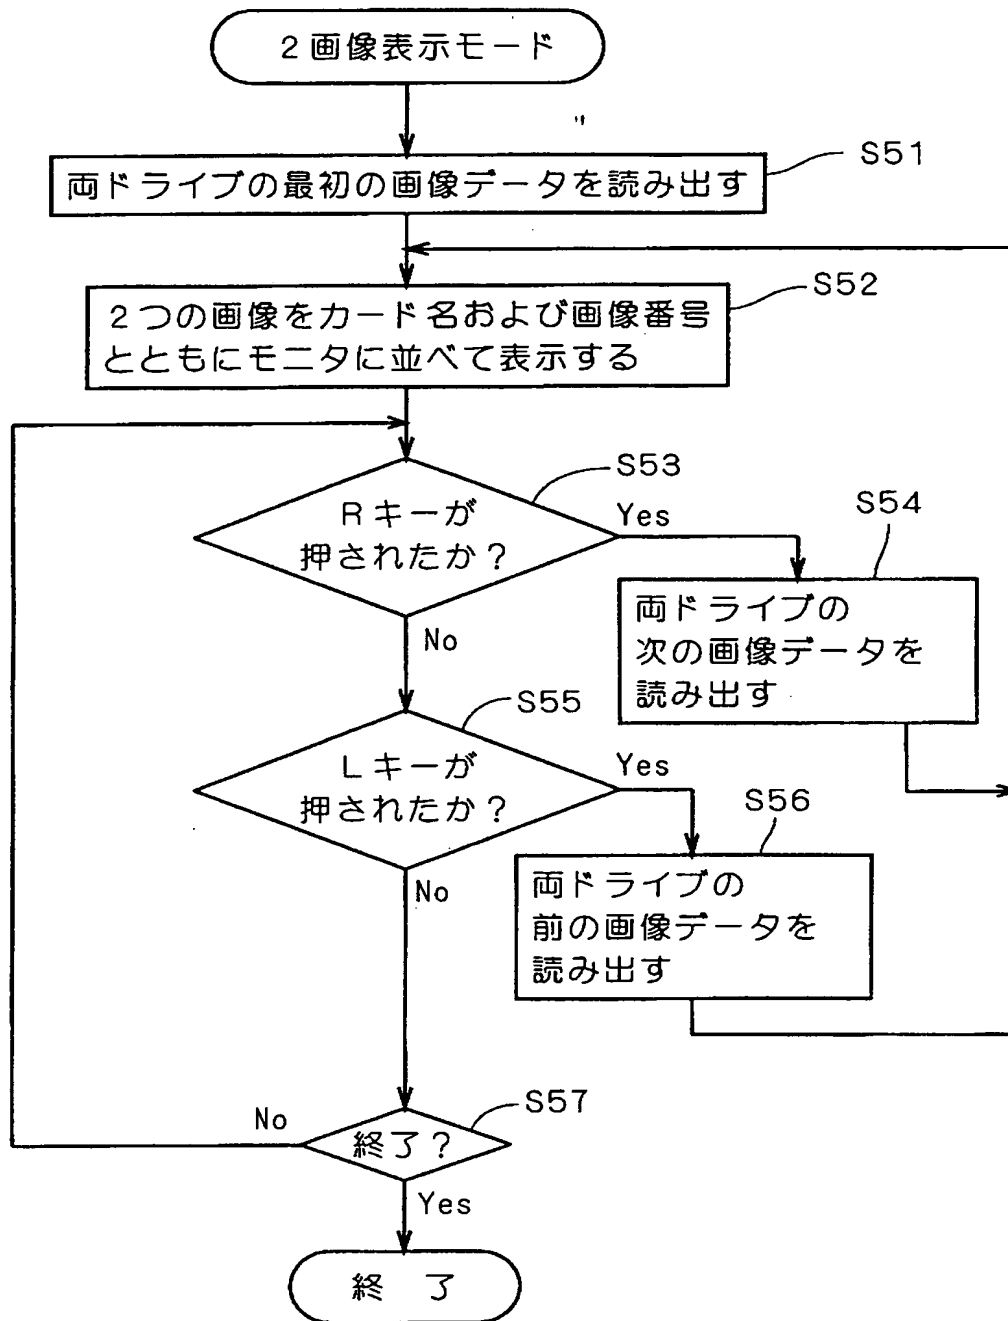 2画像表示モード
S51
両ドライブの最初の画像データを読み出す
S52
2つの画像をカード名および画像番号
とともにモニタに並べて表示する
S53
Rキーが
押されたか?
Yes
S54
両ドライブの
次の画像データを
読み出す
No
S55
Lキーが
押されたか?
Yes
S56
両ドライブの
前の画像データを
読み出す
No
S57
No
終了?
Yes
終 了